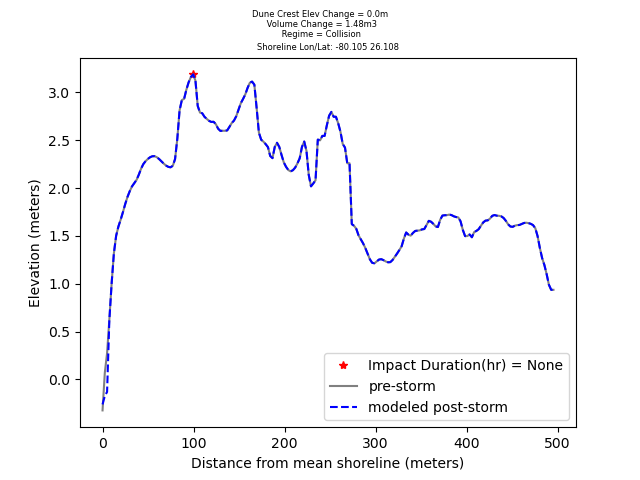 Dune Crest Elev Change = 0.0m
Volume Change = 1.48m3
Regime = Collision
Shoreline Lon/Lat: -80.105 26.108
3.0
2.5
2.0
1.5
1.0
0.5
0.0
Elevation (meters)
Impact Duration(hr) = None
pre-storm
modeled post-storm
0 100 200 300 400 500
Distance from mean shoreline (meters)